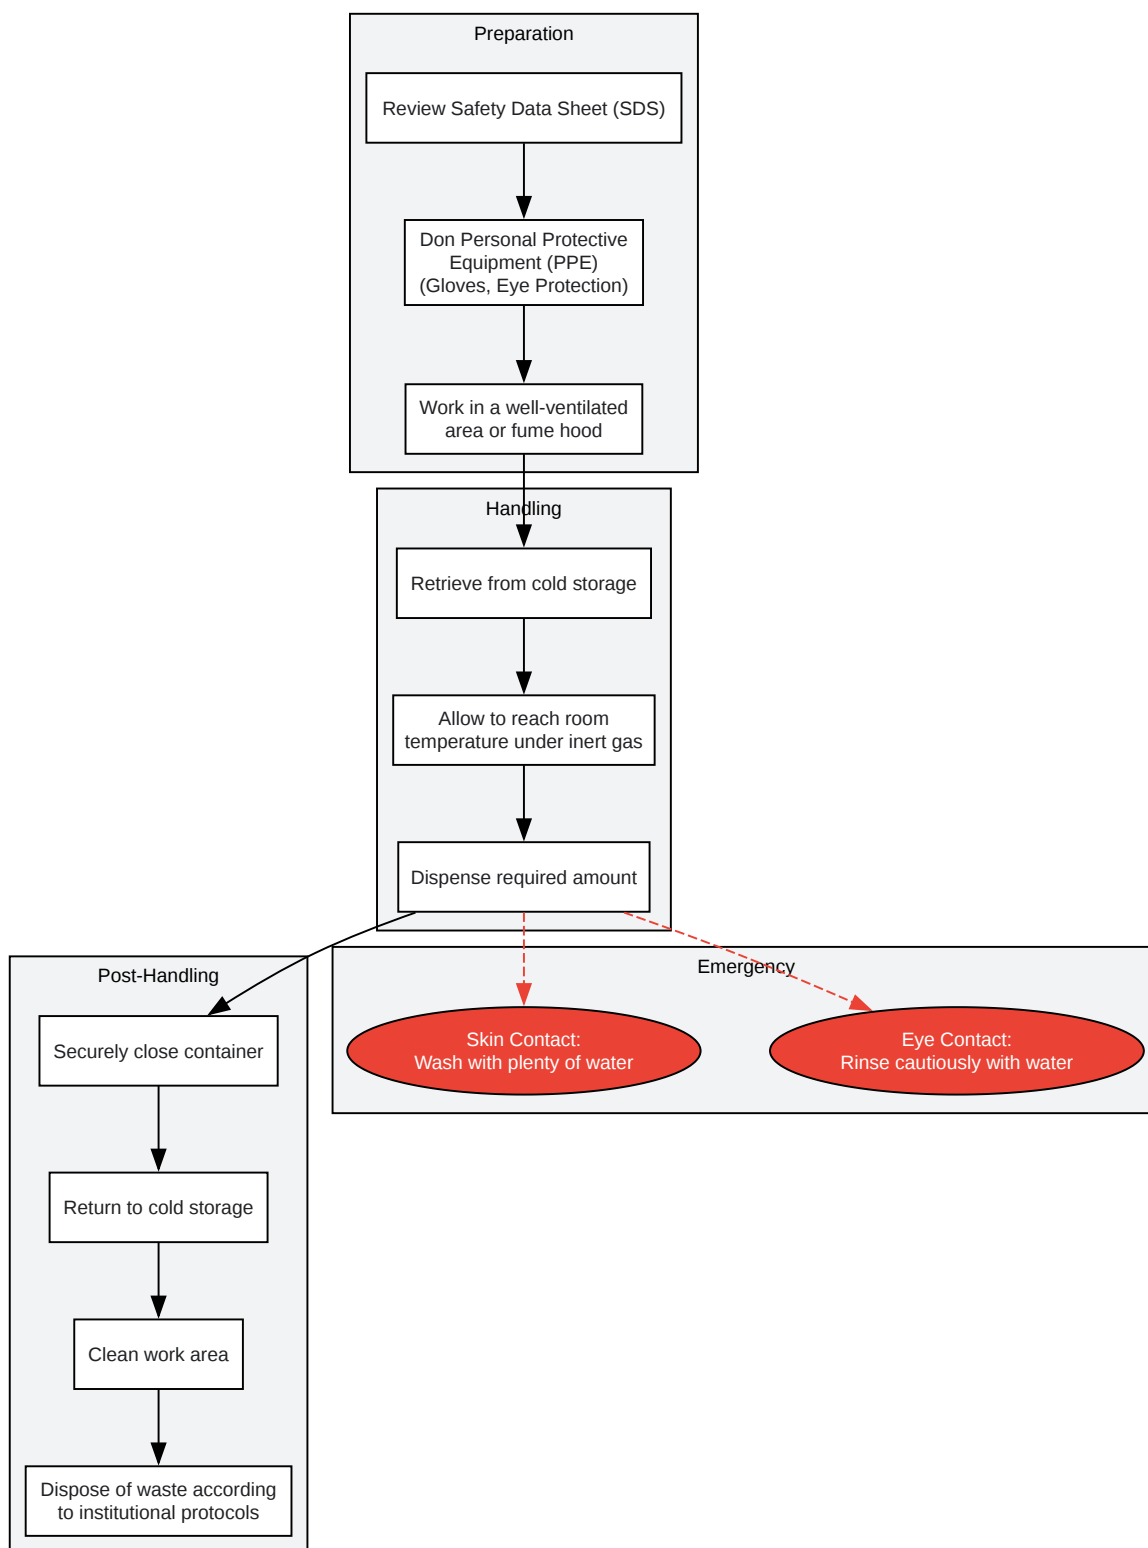 Preparation
Review Safety Data Sheet (SDS)
Don Personal Protective
Equipment (PPE)
(Gloves, Eye Protection)
Work in a well-ventilated
area or fume hood
Handling
Retrieve from cold storage
Allow to reach room
temperature under inert gas
Dispense required amount
Post-Handling
Securely close container
Return to cold storage
Clean work area
Dispose of waste according
to institutional protocols
Emergency
Skin Contact:
Wash with plenty of water
Eye Contact:
Rinse cautiously with water